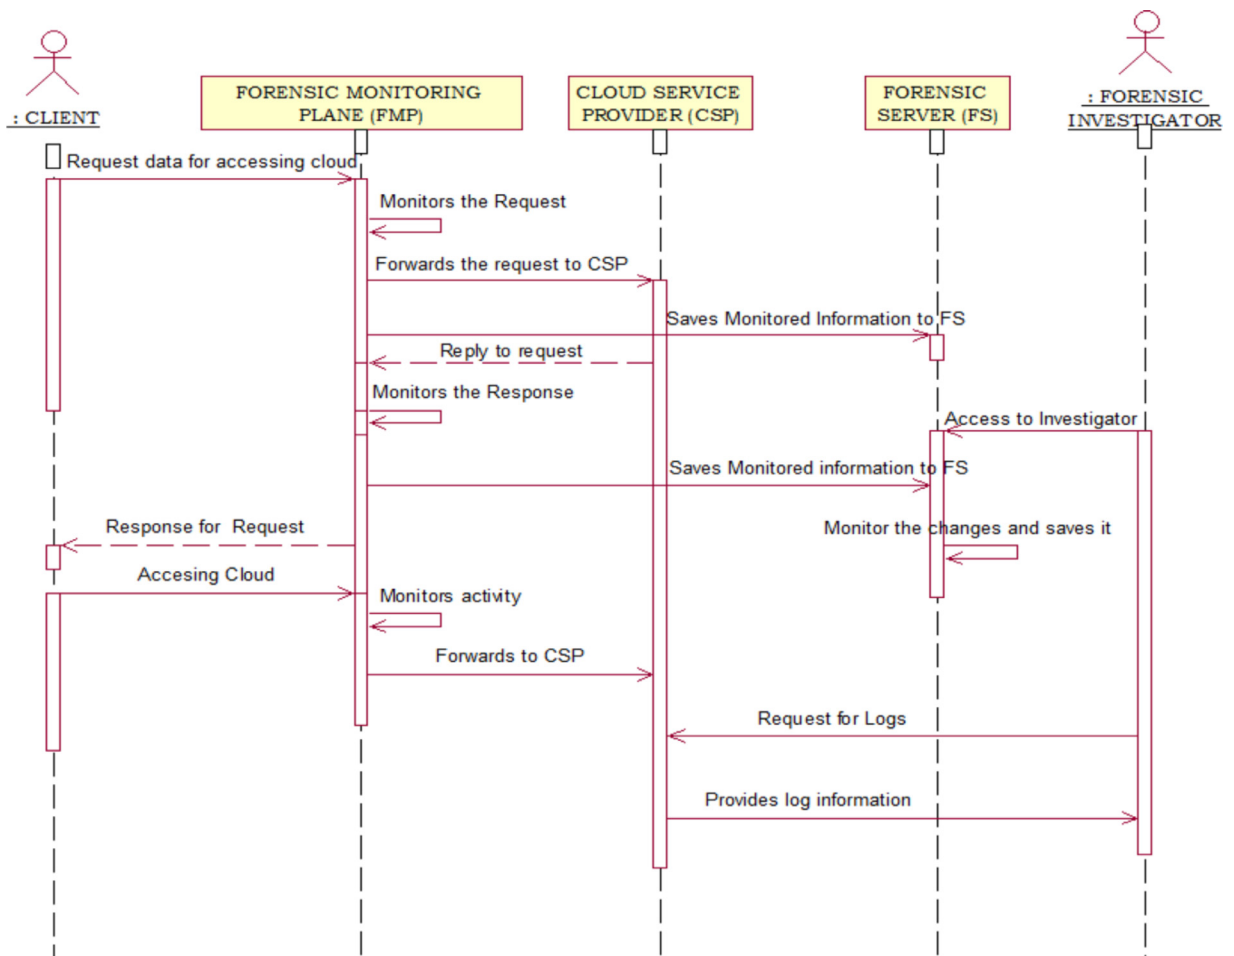 : CLIENT
FORENSIC MONITORING
PLANE (FMP)
CLOUD SERVICE
PROVIDER (CSP)
FORENSIC
SERVER (FS)
: FORENSIC
INVESTIGATOR
Request data for accessing cloud
Monitors the Request
Forwards the request to CSP
Saves Monitored Information to FS
Reply to request
Monitors the Response
Access to Investigator
Saves Monitored information to FS
Response for Request
Monitor the changes and saves it
Accesing Cloud
Monitors activity
Forwards to CSP
Request for Logs
Provides log information